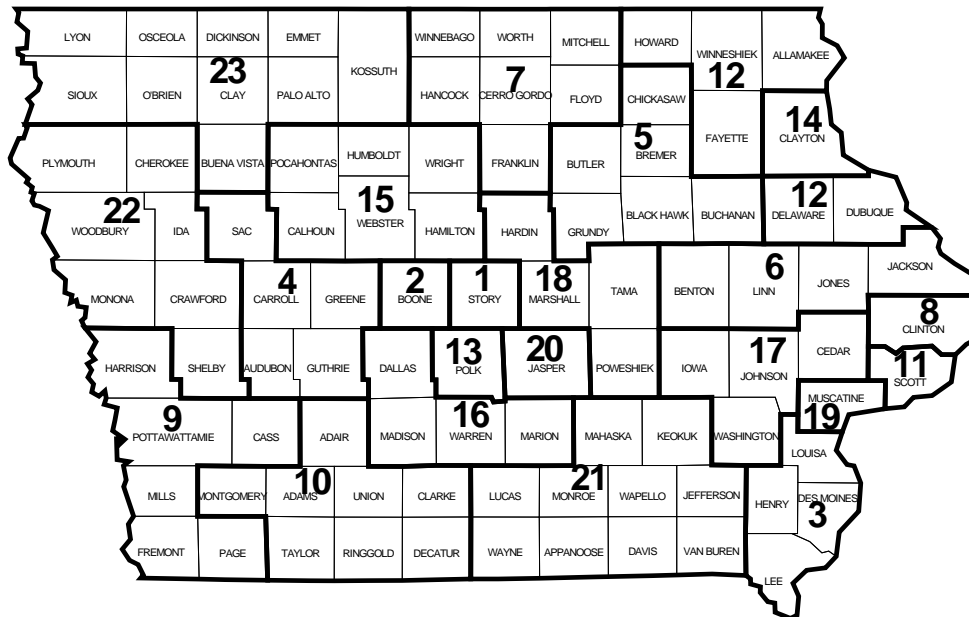 LYON OSCEOLA DICKINSON EMMET WINNEBAGO WORTH MITCHELL HOWARD WINNESHIEK ALLAMAKEE
KOSSUTH
23 7 12
SIOUX O'BRIEN CLAY PALO ALTO HANCOCK CERRO GORDO FLOYD CHICKASAW
14
5 FAYETTE CLAYTON
PLYMOUTH CHEROKEE BUENA VISTA POCAHONTAS HUMBOLDT WRIGHT FRANKLIN BUTLER BREMER
15 12
22 WEBSTER BLACK HAWK BUCHANAN DELAWARE DUBUQUE
WOODBURY IDA SAC CALHOUN HAMILTON HARDIN GRUNDY
4 2 1 18 6 JACKSON
MONONA CRAWFORD CARROLL GREENE BOONE STORY MARSHALL TAMA BENTON LINN JONES
8
CLINTON
13 20 17 CEDAR
HARRISON SHELBY AUDUBON GUTHRIE DALLAS POLK JASPER POWESHIEK IOWA JOHNSON
11
SCOTT
MUSCATINE
9 16 19
POTTAWATTAMIE CASS ADAIR MADISON WARREN MARION MAHASKA KEOKUK WASHINGTON
LOUISA
10 21
MILLS MONTGOMERY ADAMS UNION CLARKE LUCAS MONROE WAPELLO JEFFERSON HENRY DES MOINES
3
FREMONT PAGE TAYLOR RINGGOLD DECATUR WAYNE APPANOOSE DAVIS VAN BUREN
LEE